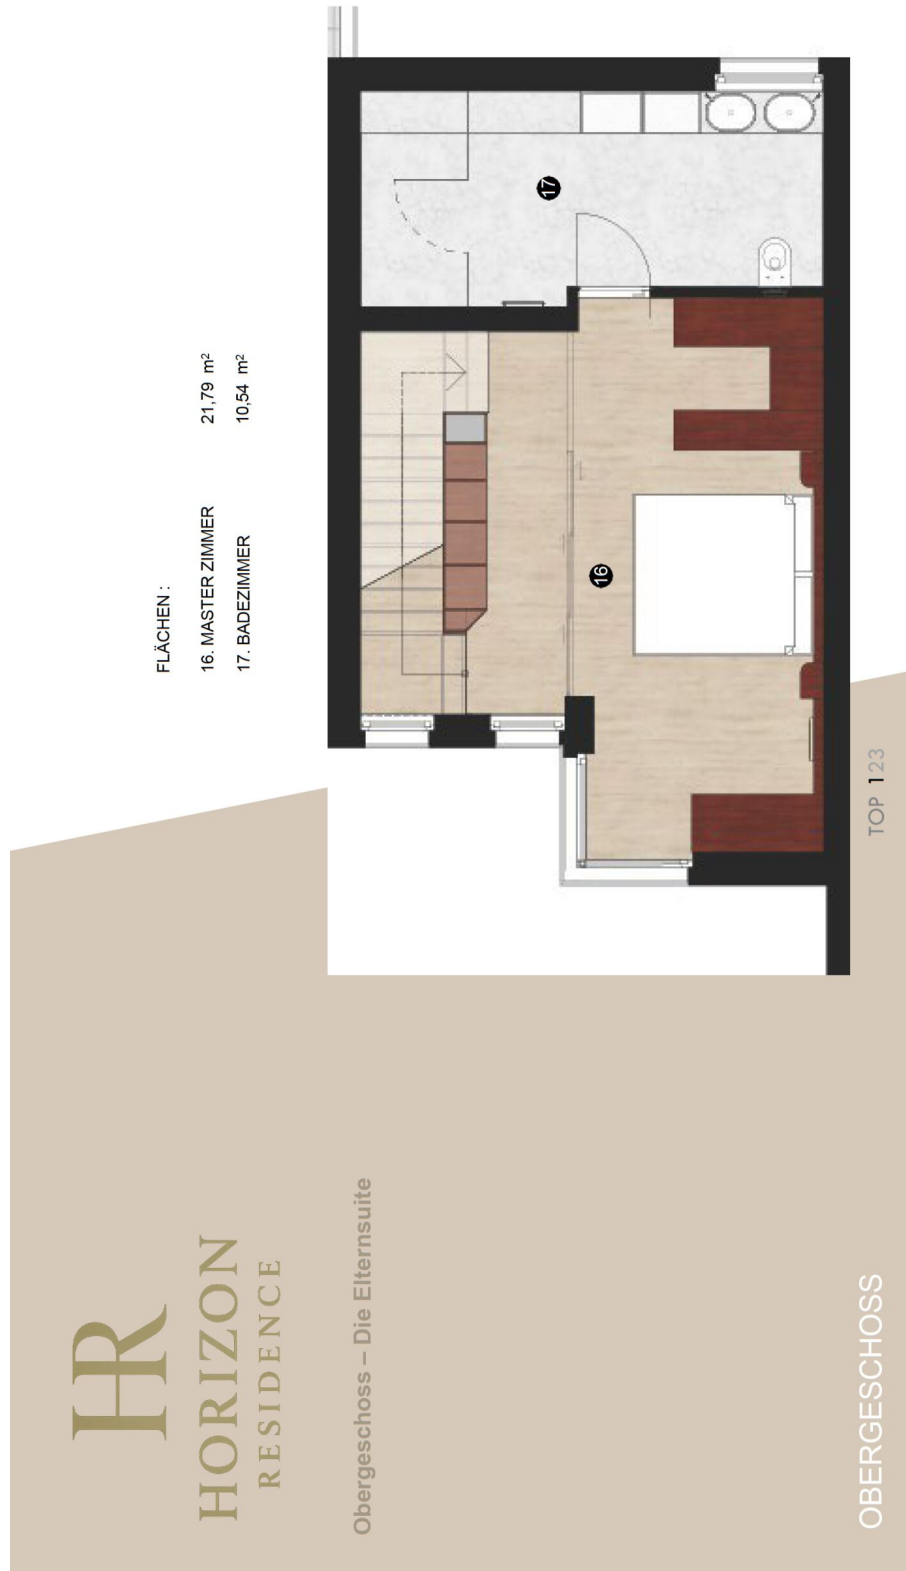 HR
HORIZON
RESIDENCE
Obergeschoss – Die Elternsuite
FLÄCHEN :
16. MASTER ZIMMER 21,79 m²
17. BADEZIMMER 10,54 m²
16
17
OBERGESCHOSS
TOP 123